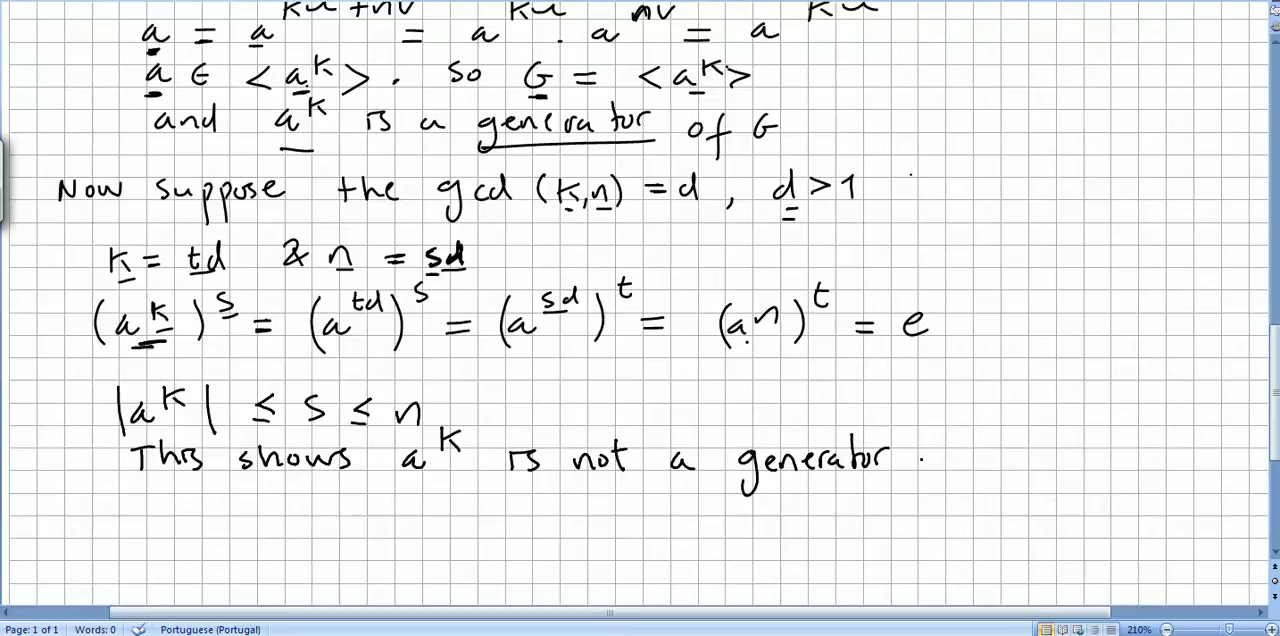 a = a^{ku+nv} = a^{ku} . a^{nv} = a^{ku}
a ∈ <a^k> . so G = <a^k>
and a^k is a generator of G
Now suppose the gcd (k,n) = d , d > 1
k = td & n = sd
(a^k)^s = (a^{td})^s = (a^{sd})^t = (a^n)^t = e
|a^k| ≤ s ≤ n
This shows a^k is not a generator .
Page: 1 of 1 Words: 0 Portuguese (Portugal) 210%